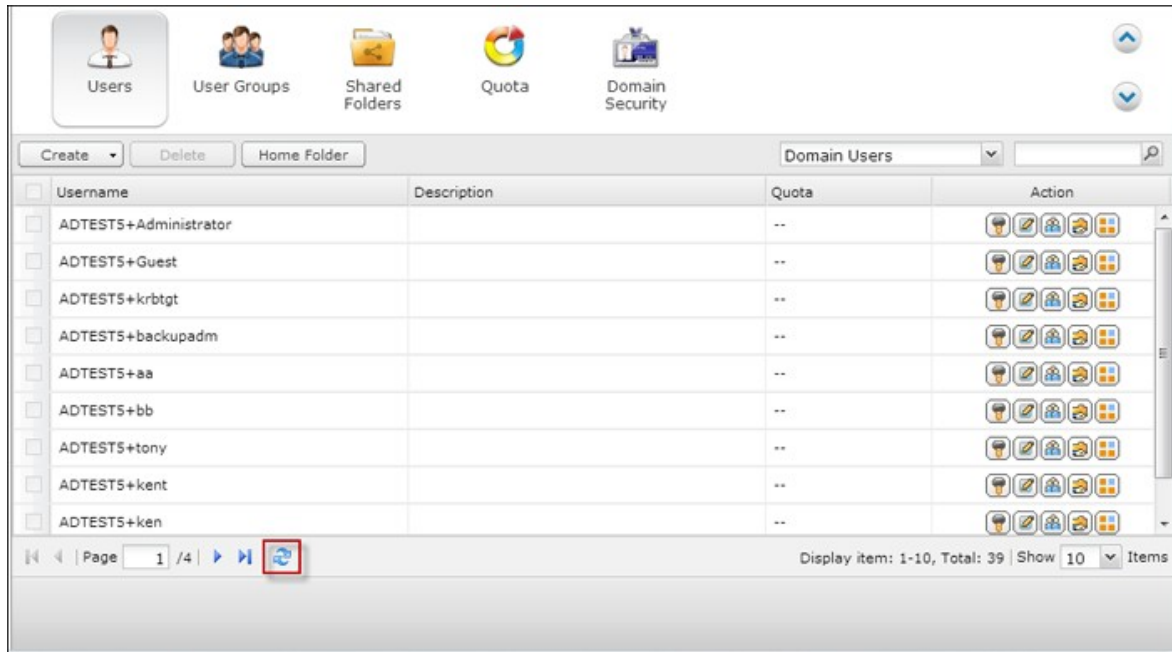 Users
User Groups
Shared
Folders
Quota
Domain
Security
Create
Delete
Home Folder
Domain Users
Username Description Quota Action
ADTEST5+Administrator --
ADTEST5+Guest --
ADTEST5+krbtgt --
ADTEST5+backupadm --
ADTEST5+aa --
ADTEST5+bb --
ADTEST5+tony --
ADTEST5+kent --
ADTEST5+ken --
Page 1 /4 Display item: 1-10, Total: 39 | Show 10 Items